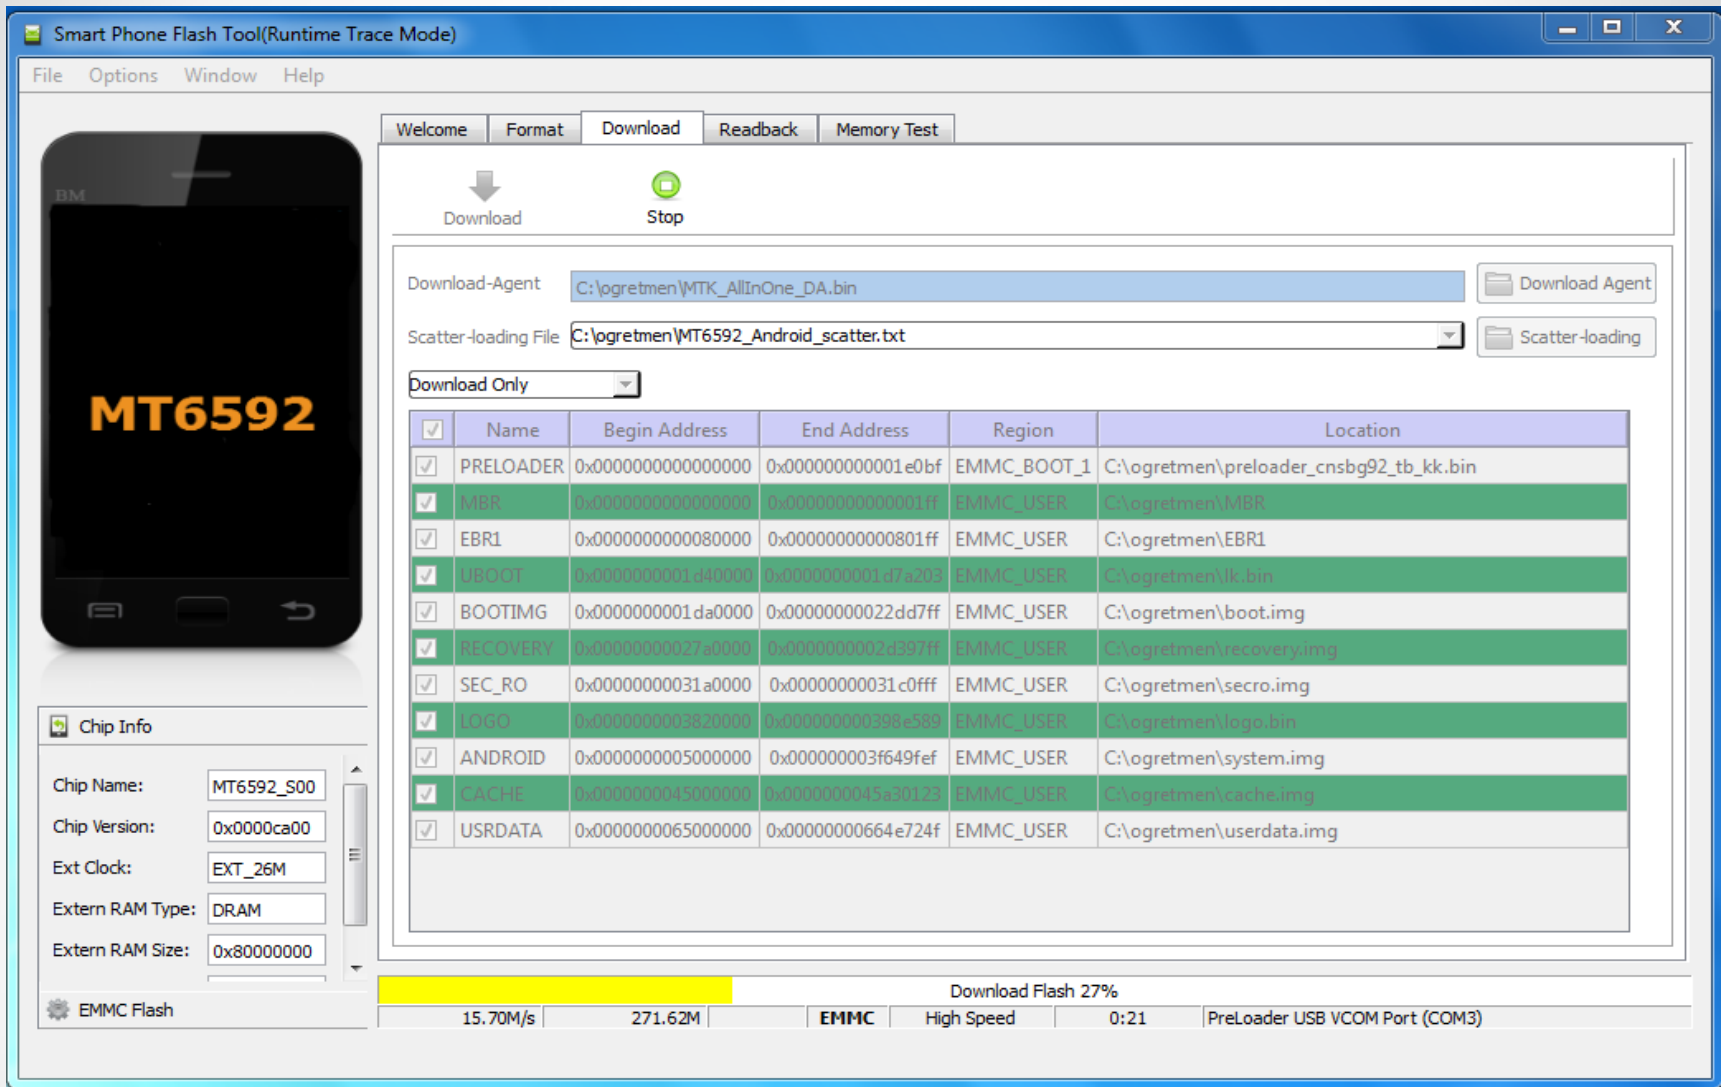 Smart Phone Flash Tool(Runtime Trace Mode)
File Options Window Help
Welcome Format Download Readback Memory Test
BM
MT6592
Download Stop
Download-Agent C:\ogretmen\MTK_AllInOne_DA.bin Download Agent
Scatter-loading File C:\ogretmen\MT6592_Android_scatter.txt Scatter-loading
Download Only
Name Begin Address End Address Region Location
PRELOADER 0x0000000000000000 0x000000000001e0bf EMMC_BOOT_1 C:\ogretmen\preloader_cnsbg92_tb_kk.bin
MBR 0x0000000000000000 0x00000000000001ff EMMC_USER C:\ogretmen\MBR
EBR1 0x0000000000080000 0x00000000000801ff EMMC_USER C:\ogretmen\EBR1
UBOOT 0x0000000001d40000 0x0000000001d7a203 EMMC_USER C:\ogretmen\lk.bin
BOOTIMG 0x0000000001da0000 0x00000000022dd7ff EMMC_USER C:\ogretmen\boot.img
RECOVERY 0x00000000027a0000 0x0000000002d397ff EMMC_USER C:\ogretmen\recovery.img
SEC_RO 0x00000000031a0000 0x00000000031c0fff EMMC_USER C:\ogretmen\secro.img
LOGO 0x0000000003820000 0x000000000398e589 EMMC_USER C:\ogretmen\logo.bin
ANDROID 0x0000000005000000 0x000000003f649fef EMMC_USER C:\ogretmen\system.img
CACHE 0x0000000045000000 0x0000000045a30123 EMMC_USER C:\ogretmen\cache.img
USRDATA 0x0000000065000000 0x00000000664e724f EMMC_USER C:\ogretmen\userdata.img
Chip Info
Chip Name: MT6592_S00
Chip Version: 0x0000ca00
Ext Clock: EXT_26M
Extern RAM Type: DRAM
Extern RAM Size: 0x80000000
EMMC Flash
Download Flash 27%
15.70M/s 271.62M EMMC High Speed 0:21 PreLoader USB VCOM Port (COM3)